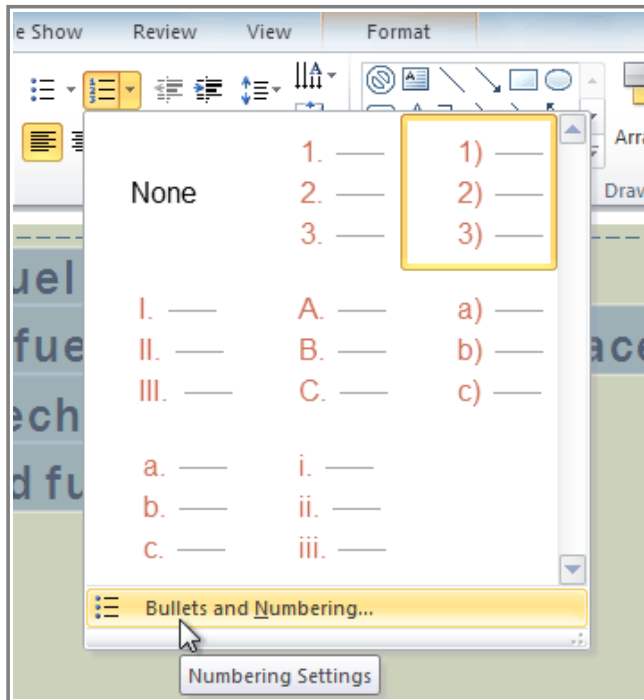 e Show Review View Format
Arra
Draw
None
1.
2.
3.
1)
2)
3)
I.
II.
III.
A.
B.
C.
a)
b)
c)
a.
b.
c.
i.
ii.
iii.
uel
fue
ace
ech
d fu
Bullets and Numbering...
Numbering Settings